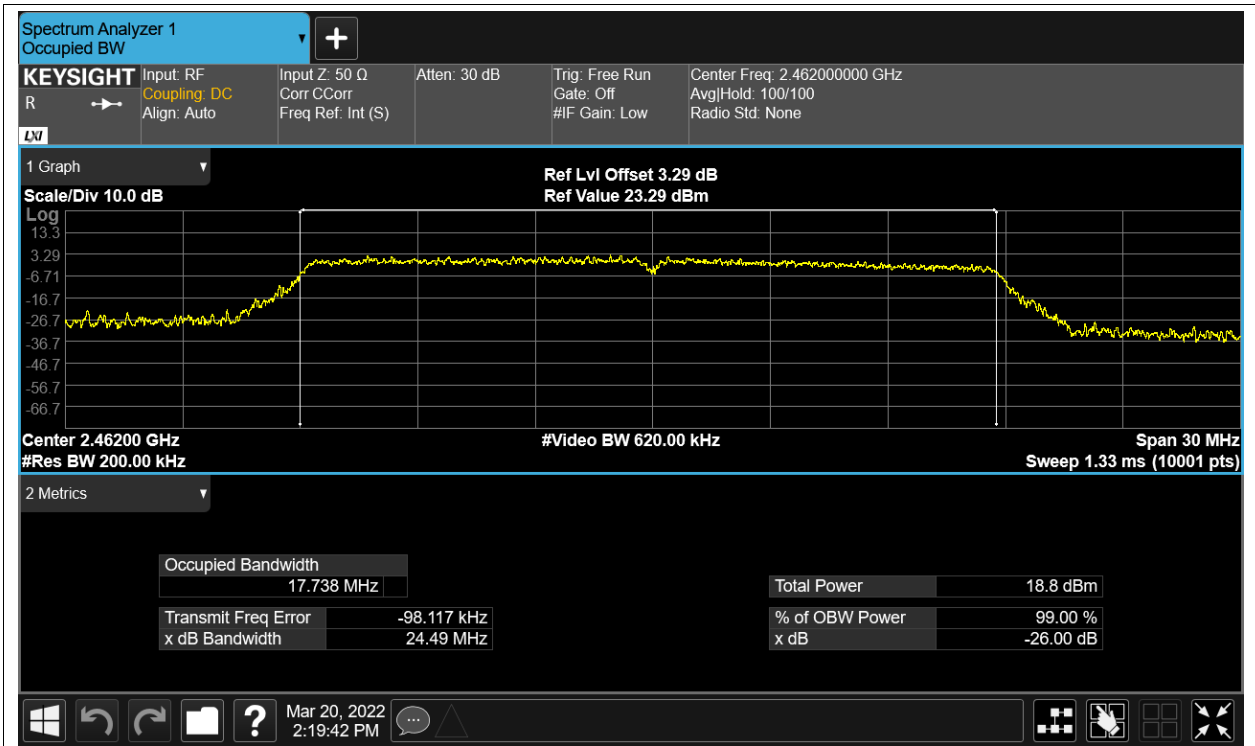 Spectrum Analyzer 1
Occupied BW
KEYSIGHT
R
LXI
Input: RF
Coupling: DC
Align: Auto
Input Z: 50 Ω
Corr CCorr
Freq Ref: Int (S)
Atten: 30 dB
Trig: Free Run
Gate: Off
#IF Gain: Low
Center Freq: 2.462000000 GHz
Avg|Hold: 100/100
Radio Std: None
1 Graph
Scale/Div 10.0 dB
Ref Lvl Offset 3.29 dB
Ref Value 23.29 dBm
Log
13.3
3.29
-6.71
-16.7
-26.7
-36.7
-46.7
-56.7
-66.7
Center 2.46200 GHz
#Video BW 620.00 kHz
Span 30 MHz
#Res BW 200.00 kHz
Sweep 1.33 ms (10001 pts)
2 Metrics
Occupied Bandwidth
17.738 MHz
Transmit Freq Error -98.117 kHz
x dB Bandwidth 24.49 MHz
Total Power 18.8 dBm
% of OBW Power 99.00 %
x dB -26.00 dB
?
Mar 20, 2022
2:19:42 PM